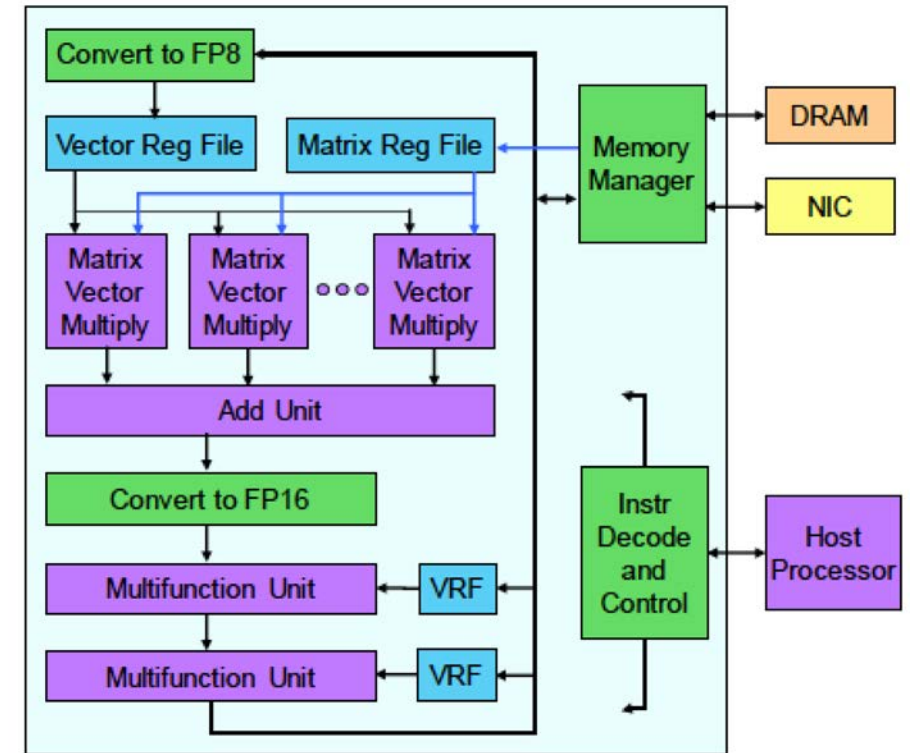 Convert to FP8
Vector Reg File
Matrix Reg File
Memory
Manager
DRAM
NIC
Matrix
Vector
Multiply
Matrix
Vector
Multiply
Matrix
Vector
Multiply
Add Unit
Convert to FP16
Instr
Decode
and
Control
Host
Processor
Multifunction Unit
VRF
Multifunction Unit
VRF